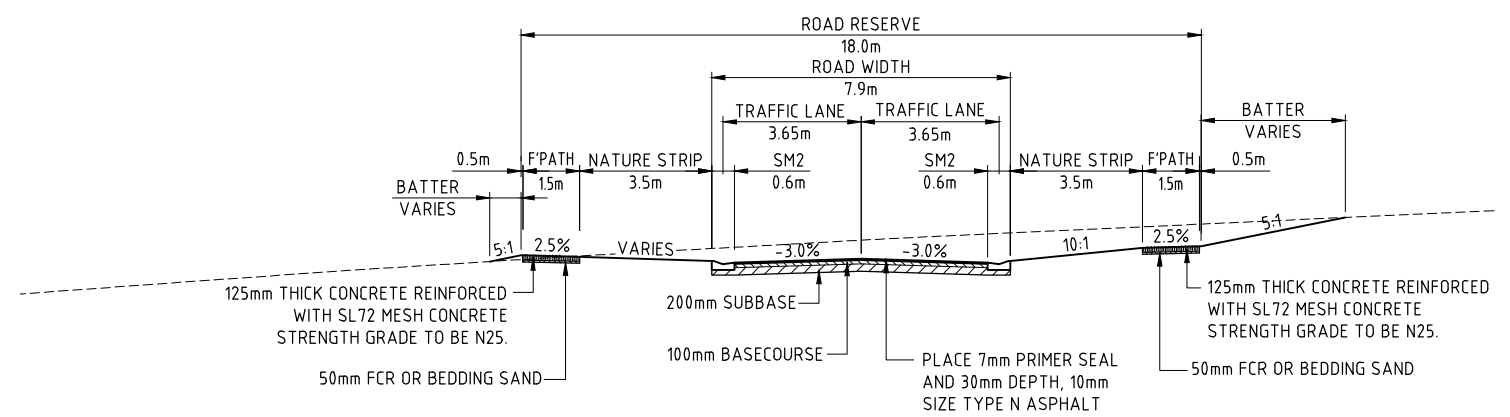 ROAD RESERVE
18.0m
ROAD WIDTH
7.9m
TRAFFIC LANE
3.65m
TRAFFIC LANE
3.65m
BATTER
VARIES
0.5m
F'PATH
1.5m
NATURE STRIP
3.5m
SM2
0.6m
SM2
0.6m
NATURE STRIP
3.5m
F'PATH
1.5m
0.5m
BATTER
VARIES
5:1
2.5%
VARIES
-3.0%
-3.0%
10:1
2.5%
5:1
125mm THICK CONCRETE REINFORCED
WITH SL72 MESH CONCRETE
STRENGTH GRADE TO BE N25.
50mm FCR OR BEDDING SAND
200mm SUBBASE
100mm BASECOURSE
PLACE 7mm PRIMER SEAL
AND 30mm DEPTH, 10mm
SIZE TYPE N ASPHALT
125mm THICK CONCRETE REINFORCED
WITH SL72 MESH CONCRETE
STRENGTH GRADE TO BE N25.
50mm FCR OR BEDDING SAND